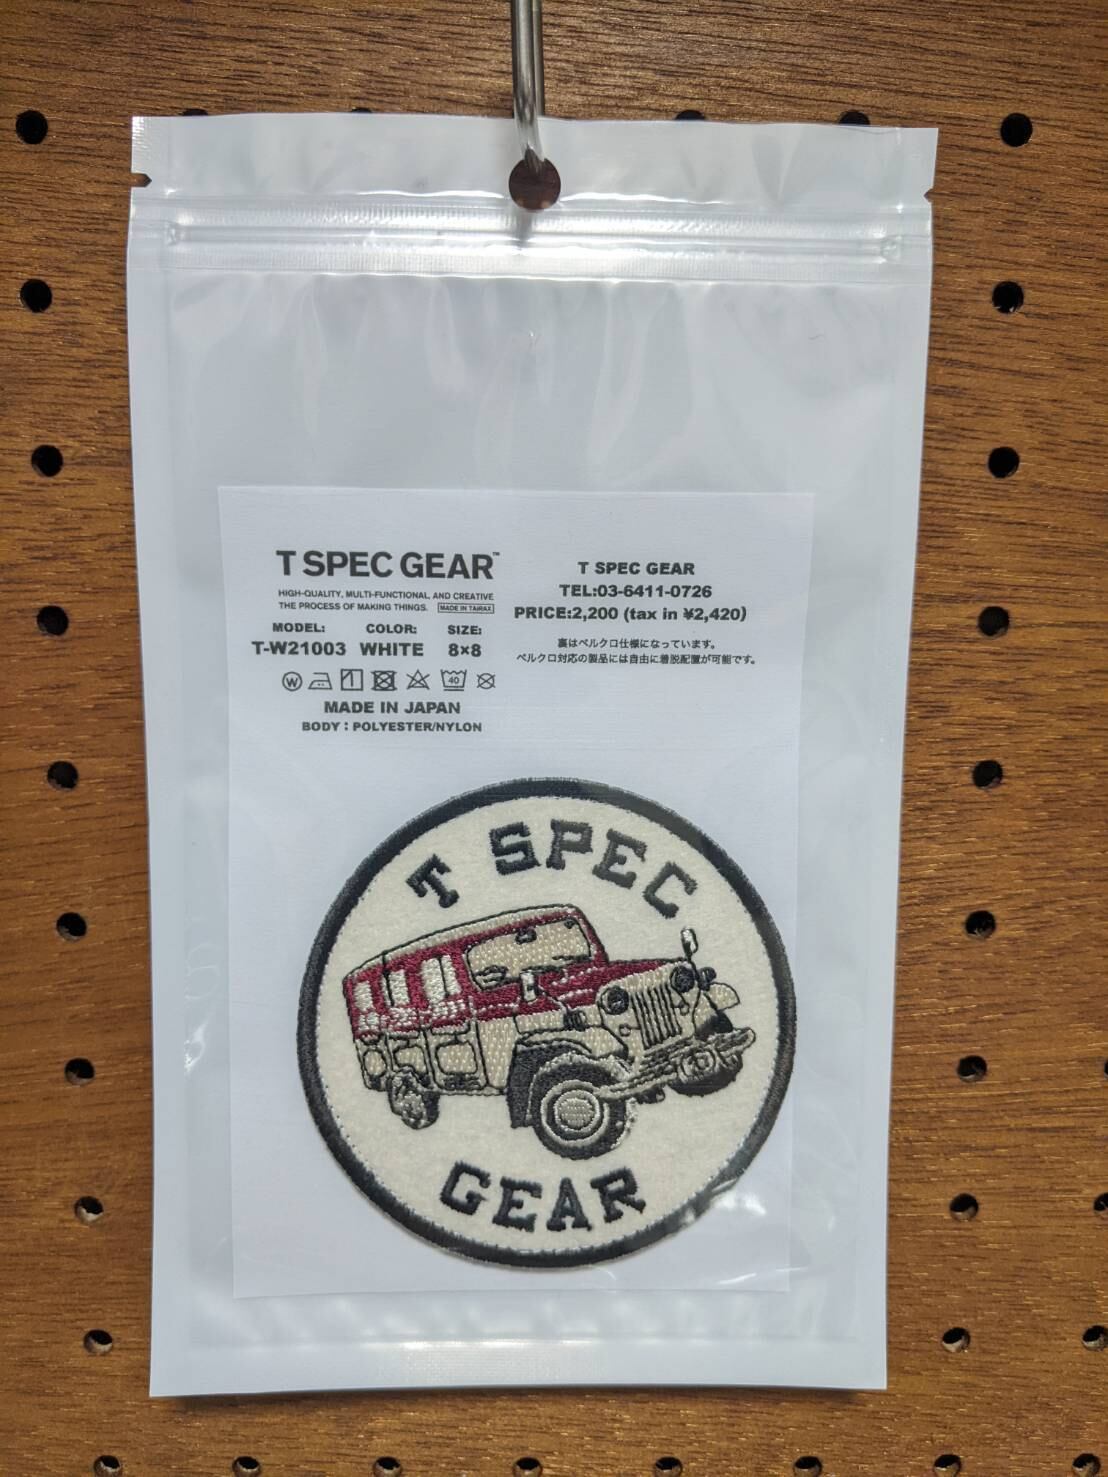 T SPEC GEAR™
HIGH-QUALITY, MULTI-FUNCTIONAL, AND CREATIVE
THE PROCESS OF MAKING THINGS. MADE IN TAIRAX
MODEL: COLOR: SIZE:
T-W21003 WHITE 8×8
W 1 40
MADE IN JAPAN
BODY：POLYESTER/NYLON
T SPEC GEAR
TEL:03-6411-0726
PRICE:2,200 (tax in ¥2,420)
裏はベルクロ仕様になっています。
ベルクロ対応の製品には自由に着脱配置が可能です。
T SPEC
GEAR